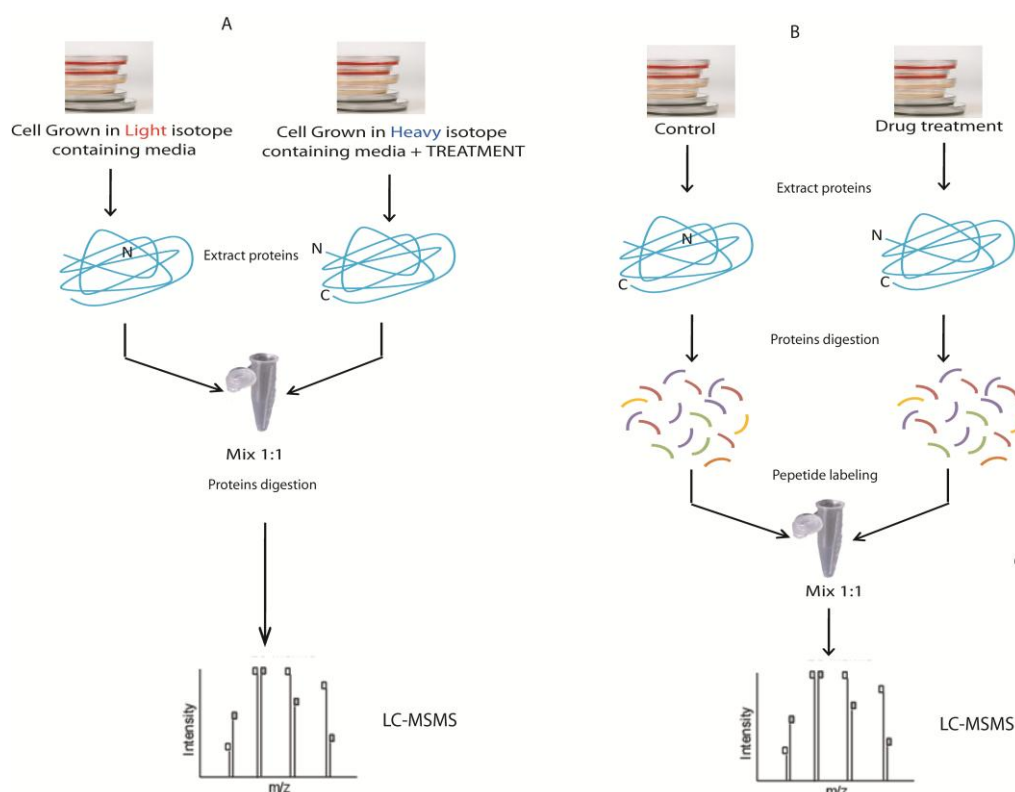 A
Cell Grown in Light isotope
containing media
Cell Grown in Heavy isotope
containing media + TREATMENT
N
Extract proteins
N
C
Mix 1:1
Proteins digestion
Intensity
m/z
LC-MSMS
B
Control
Drug treatment
Extract proteins
N
C
N
C
Proteins digestion
Pepetide labeling
Mix 1:1
Intensity
m/z
LC-MSMS